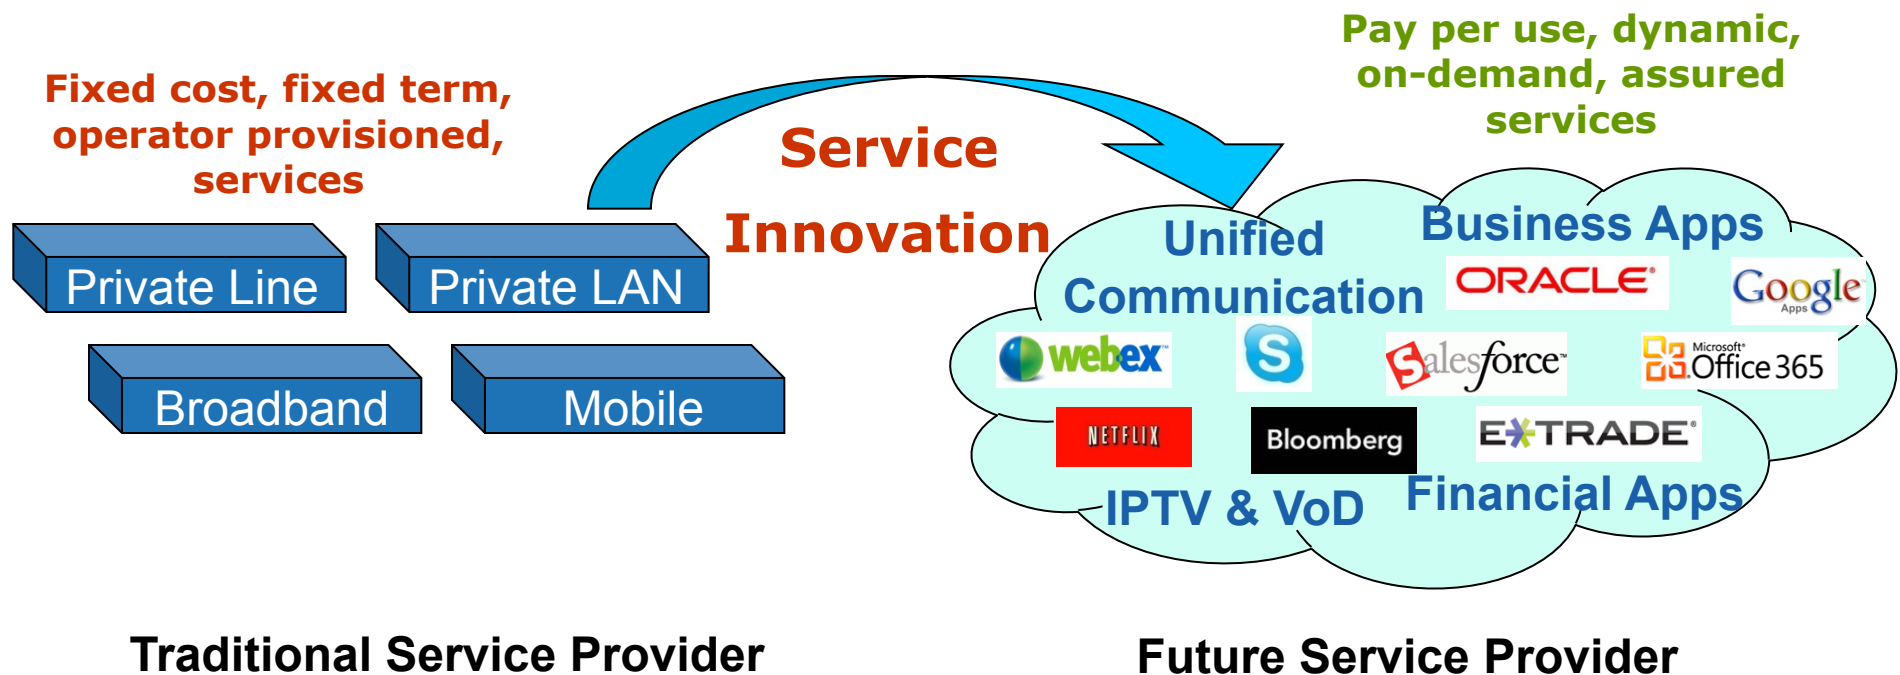 Fixed cost, fixed term,
operator provisioned,
services
Private Line
Private LAN
Broadband
Mobile
Traditional Service Provider
Service
Innovation
Pay per use, dynamic,
on-demand, assured
services
Unified
Communication
Business Apps
ORACLE®
Google
Apps
webex™
S
salesforce™
Microsoft®
Office 365
NETFLIX
Bloomberg
E*TRADE®
IPTV & VoD
Financial Apps
Future Service Provider